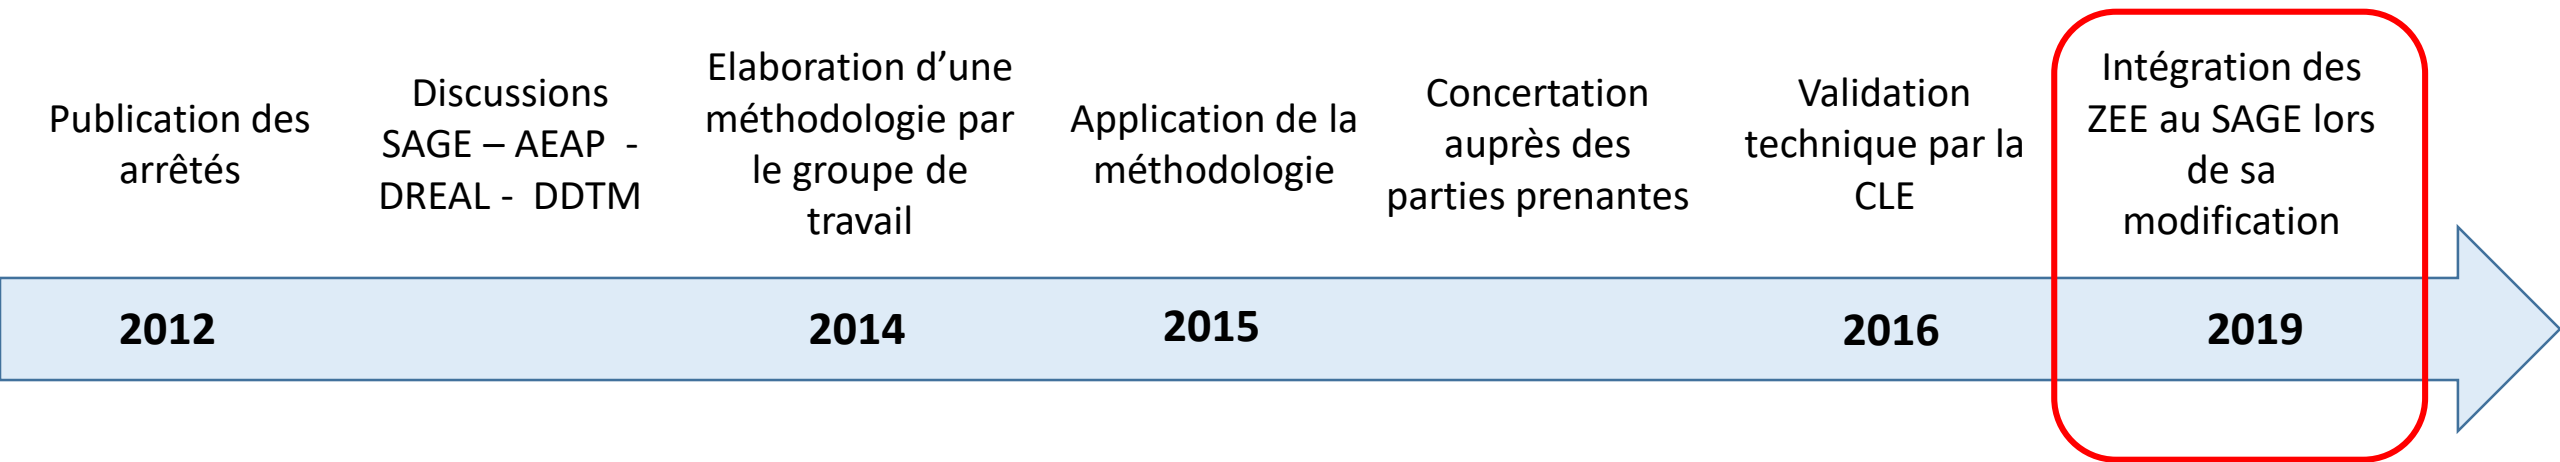 Publication des
arrêtés
2012
Discussions
SAGE – AEAP -
DREAL - DDTM
Elaboration d’une
méthodologie par
le groupe de
travail
2014
Application de la
méthodologie
2015
Concertation
auprès des
parties prenantes
Validation
technique par la
CLE
2016
Intégration des
ZEE au SAGE lors
de sa
modification
2019